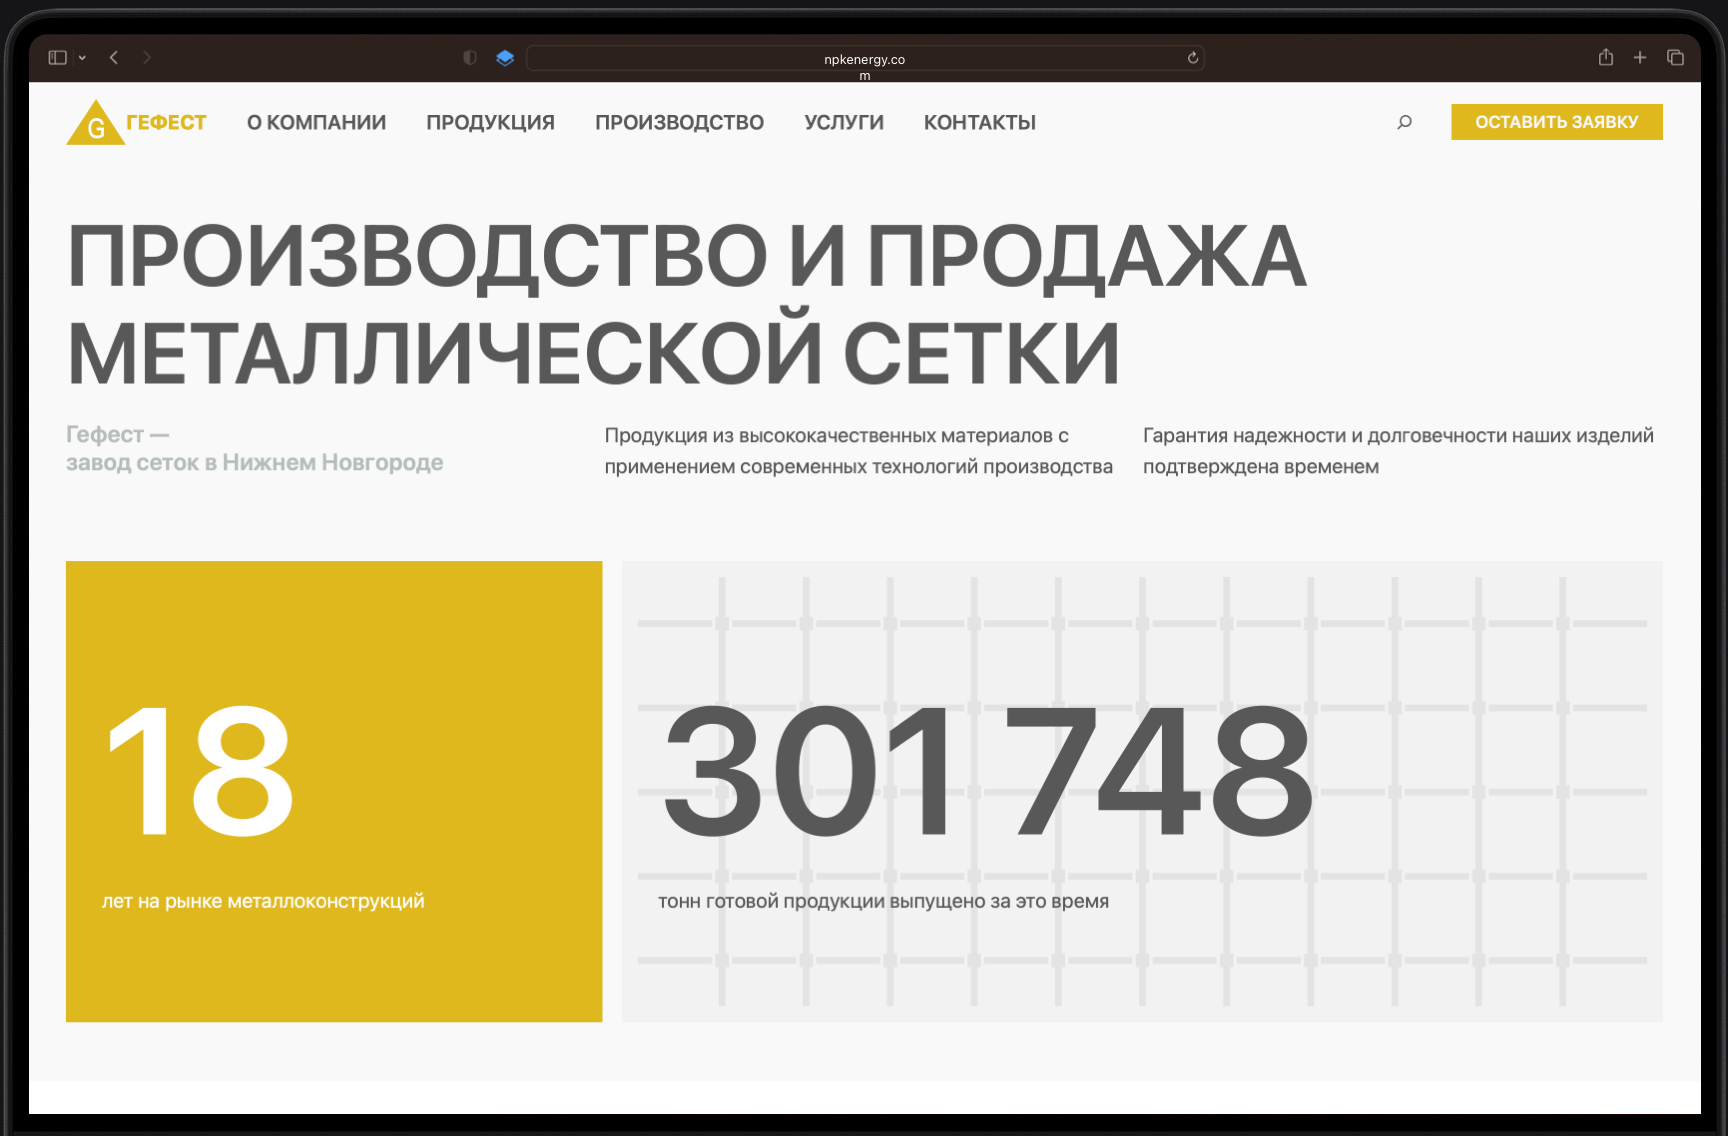 npkenergy.co
m
G ГЕФЕСТ О КОМПАНИИ ПРОДУКЦИЯ ПРОИЗВОДСТВО УСЛУГИ КОНТАКТЫ ОСТАВИТЬ ЗАЯВКУ
ПРОИЗВОДСТВО И ПРОДАЖА
МЕТАЛЛИЧЕСКОЙ СЕТКИ
Гефест —
завод сеток в Нижнем Новгороде
Продукция из высококачественных материалов с
применением современных технологий производства
Гарантия надежности и долговечности наших изделий
подтверждена временем
18
лет на рынке металлоконструкций
301 748
тонн готовой продукции выпущено за это время